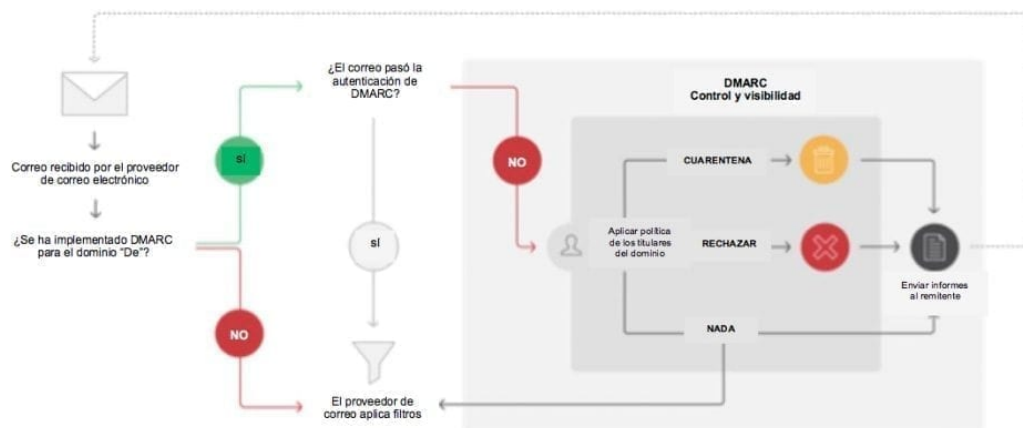 Correo recibido por el proveedor
de correo electrónico
¿Se ha implementado DMARC
para el dominio “De”?
sí
NO
¿El correo pasó la
autenticación de
DMARC?
sí
El proveedor de
correo aplica filtros
NO
DMARC
Control y visibilidad
Aplicar política
de los titulares
del dominio
CUARENTENA
RECHAZAR
NADA
Enviar informes
al remitente